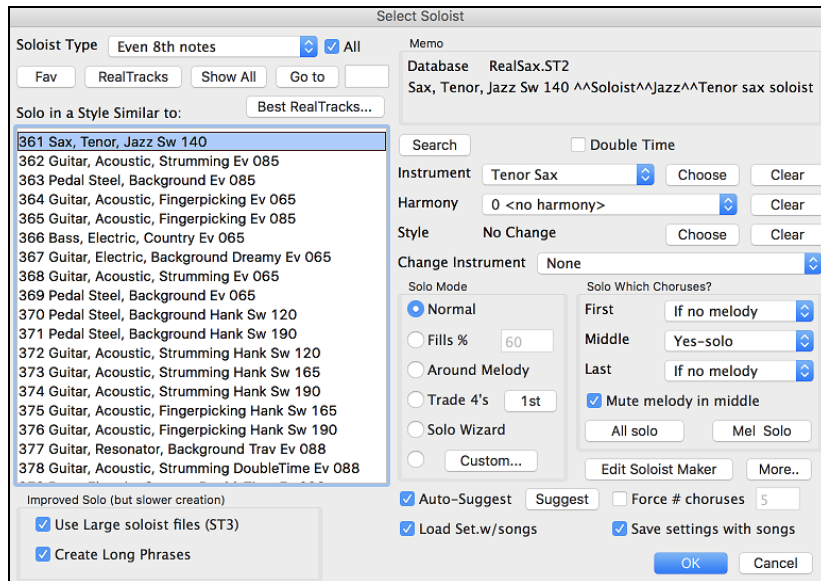 Select Soloist
Soloist Type Even 8th notes All
Fav RealTracks Show All Go to
Solo in a Style Similar to: Best RealTracks...
361 Sax, Tenor, Jazz Sw 140
362 Guitar, Acoustic, Strumming Ev 085
363 Pedal Steel, Background Ev 085
364 Guitar, Acoustic, Fingerpicking Ev 065
365 Guitar, Acoustic, Fingerpicking Ev 085
366 Bass, Electric, Country Ev 065
367 Guitar, Electric, Background Dreamy Ev 065
368 Guitar, Acoustic, Strumming Ev 065
369 Pedal Steel, Background Ev 065
370 Pedal Steel, Background Hank Sw 120
371 Pedal Steel, Background Hank Sw 190
372 Guitar, Acoustic, Strumming Hank Sw 120
373 Guitar, Acoustic, Strumming Hank Sw 165
374 Guitar, Acoustic, Strumming Hank Sw 190
375 Guitar, Acoustic, Fingerpicking Hank Sw 165
376 Guitar, Acoustic, Fingerpicking Hank Sw 190
377 Guitar, Resonator, Background Trav Ev 088
378 Guitar, Acoustic, Strumming DoubleTime Ev 088
Improved Solo (but slower creation)
Use Large soloist files (ST3)
Create Long Phrases
Memo
Database RealSax.ST2
Sax, Tenor, Jazz Sw 140 ^^Soloist^^Jazz^^Tenor sax soloist
Search Double Time
Instrument Tenor Sax Choose Clear
Harmony 0 <no harmony> Clear
Style No Change Choose Clear
Change Instrument None
Solo Mode
Normal
Fills % 60
Around Melody
Trade 4's 1st
Solo Wizard
Custom...
Solo Which Choruses?
First If no melody
Middle Yes-solo
Last If no melody
Mute melody in middle
All solo Mel Solo
Edit Soloist Maker More..
Auto-Suggest Suggest Force # choruses 5
Load Set.w/songs Save settings with songs
OK Cancel